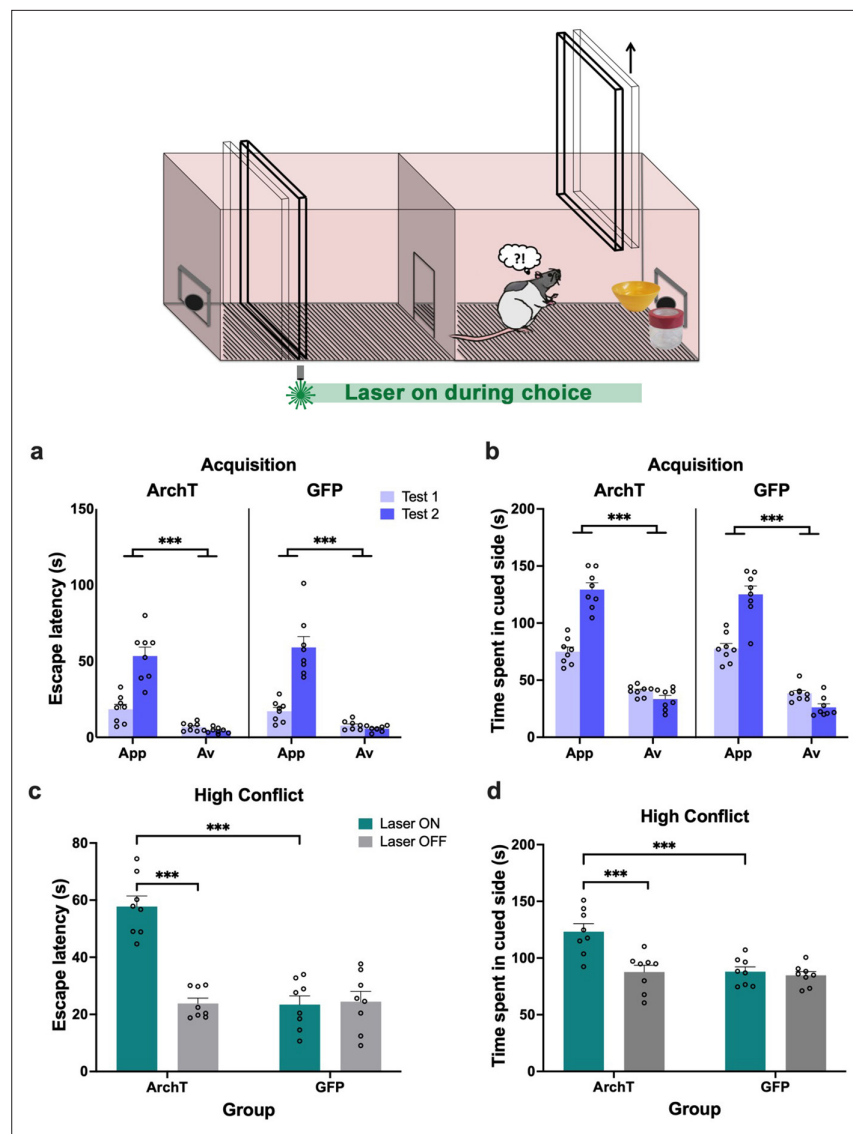 ?!
Laser on during choice
a
Acquisition
ArchT
GFP
Test 1
Test 2
Escape latency (s)
150
100
50
0
***
***
App
Av
App
Av
b
Acquisition
ArchT
GFP
Time spent in cued side (s)
200
150
100
50
0
***
***
App
Av
App
Av
c
High Conflict
Laser ON
Laser OFF
Escape latency (s)
80
60
40
20
0
***
***
ArchT
GFP
Group
d
High Conflict
Time spent in cued side (s)
200
150
100
50
0
***
***
ArchT
GFP
Group